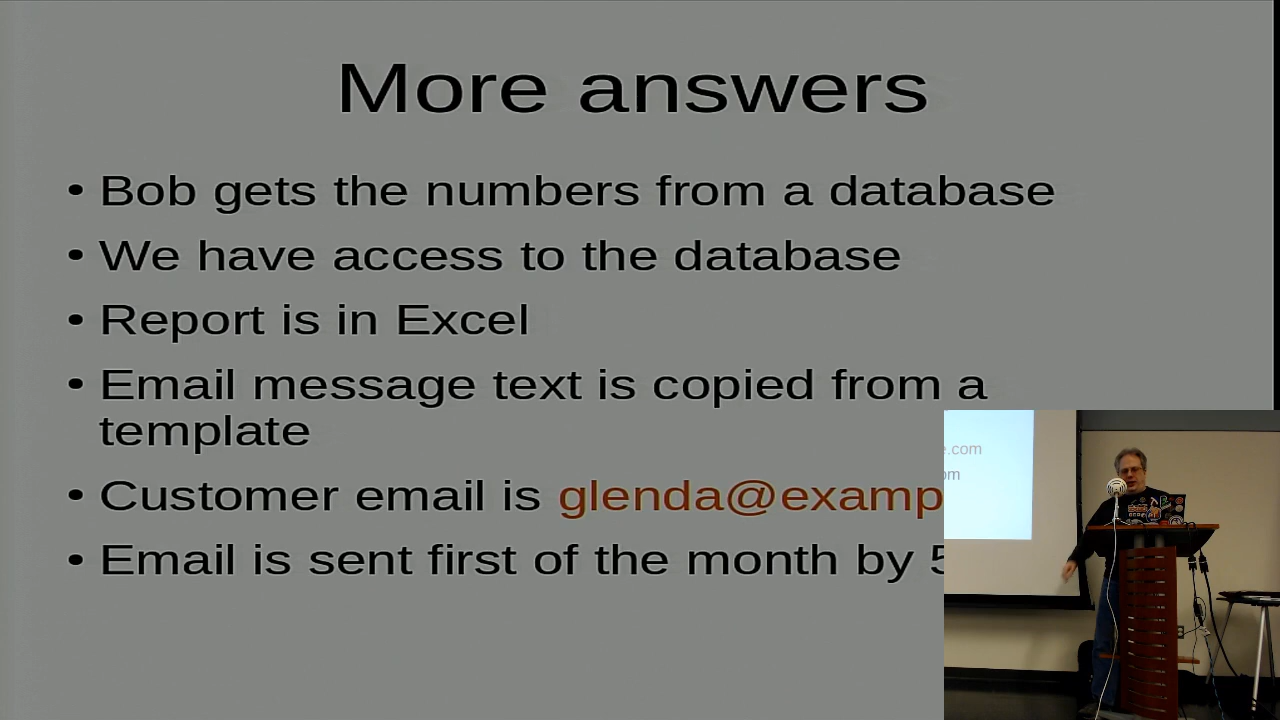 More answers
• Bob gets the numbers from a database
• We have access to the database
• Report is in Excel
• Email message text is copied from a
template
• Customer email is glenda@examp
• Email is sent first of the month by 5
.com
om